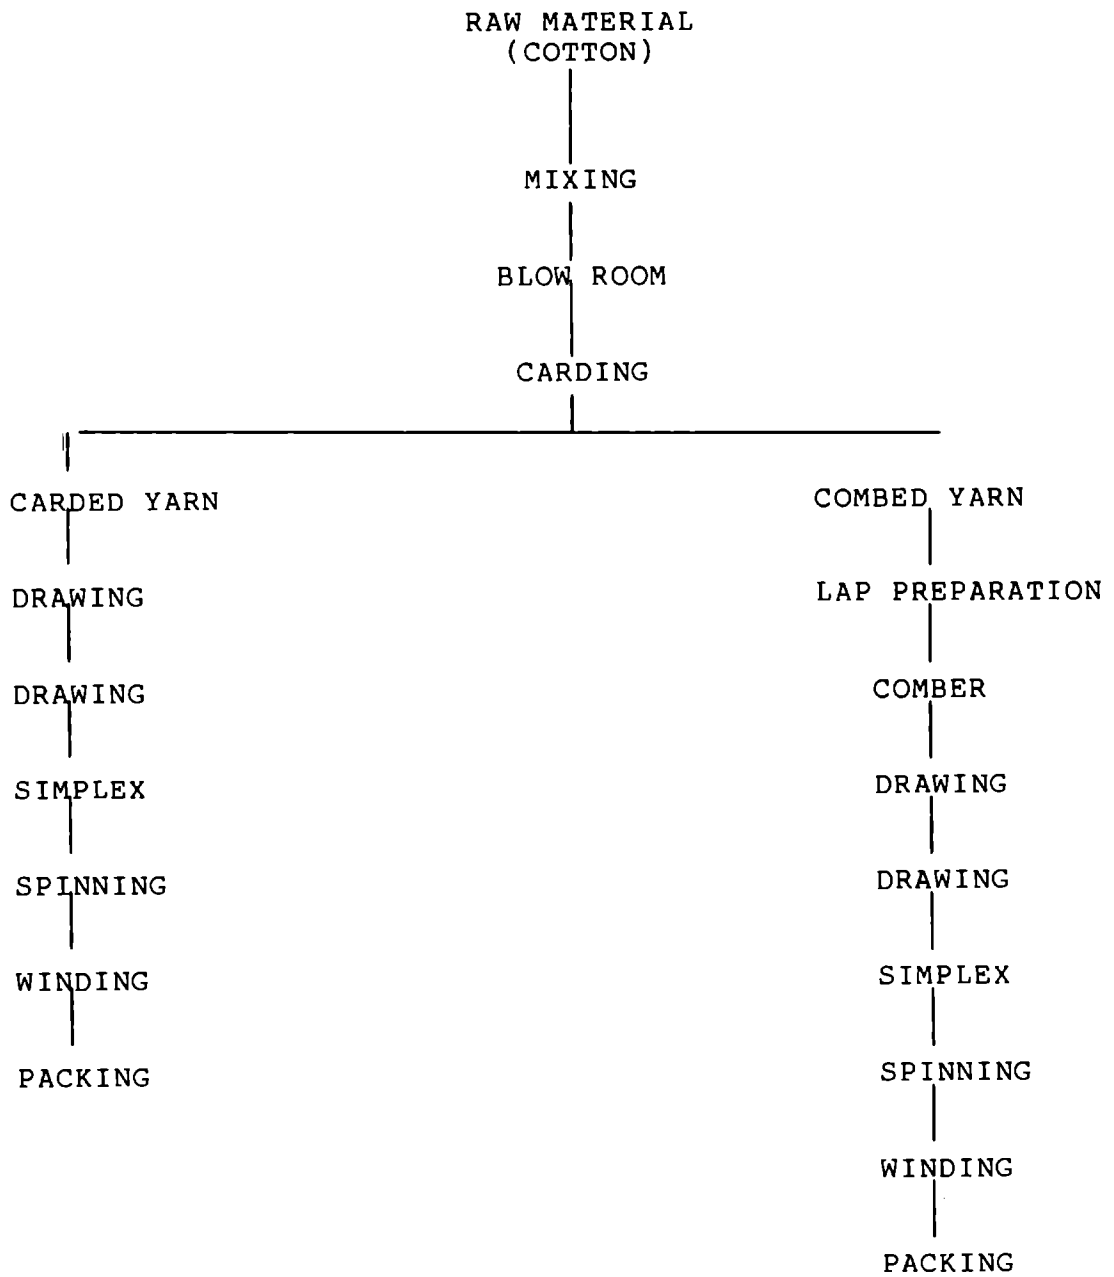 RAW MATERIAL
(COTTON)
MIXING
BLOW ROOM
CARDING
CARDED YARN
DRAWING
DRAWING
SIMPLEX
SPINNING
WINDING
PACKING
COMBED YARN
LAP PREPARATION
COMBER
DRAWING
DRAWING
SIMPLEX
SPINNING
WINDING
PACKING